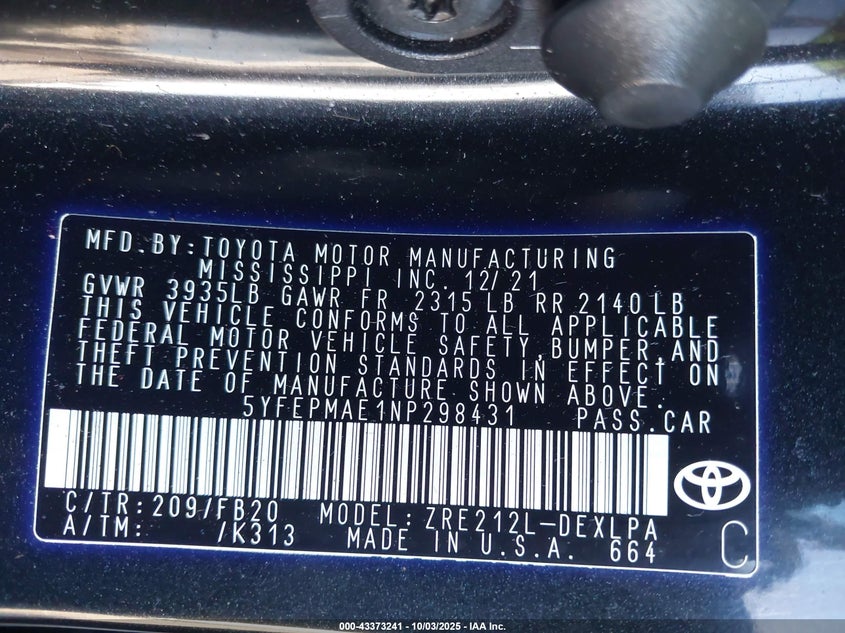 MFD.BY:TOYOTA MOTOR MANUFACTURING
MISSISSIPPI INC. 12/21
GVWR 3935LB GAWR FR 2315 LB RR 2140 LB
THIS VEHICLE CONFORMS TO ALL APPLICABLE
FEDERAL MOTOR VEHICLE SAFETY,BUMPER,AND
THEFT PREVENTION STANDARDS IN EFFECT ON
THE DATE OF MANUFACTURE SHOWN ABOVE.
5YFEPMAE1NP298431 PASS.CAR
C/TR:209/FB20 MODEL:ZRE212L-DEXLPA
A/TM: /K313 MADE IN U.S.A. 664
C
000-43373241 - 10/03/2025 - IAA Inc.